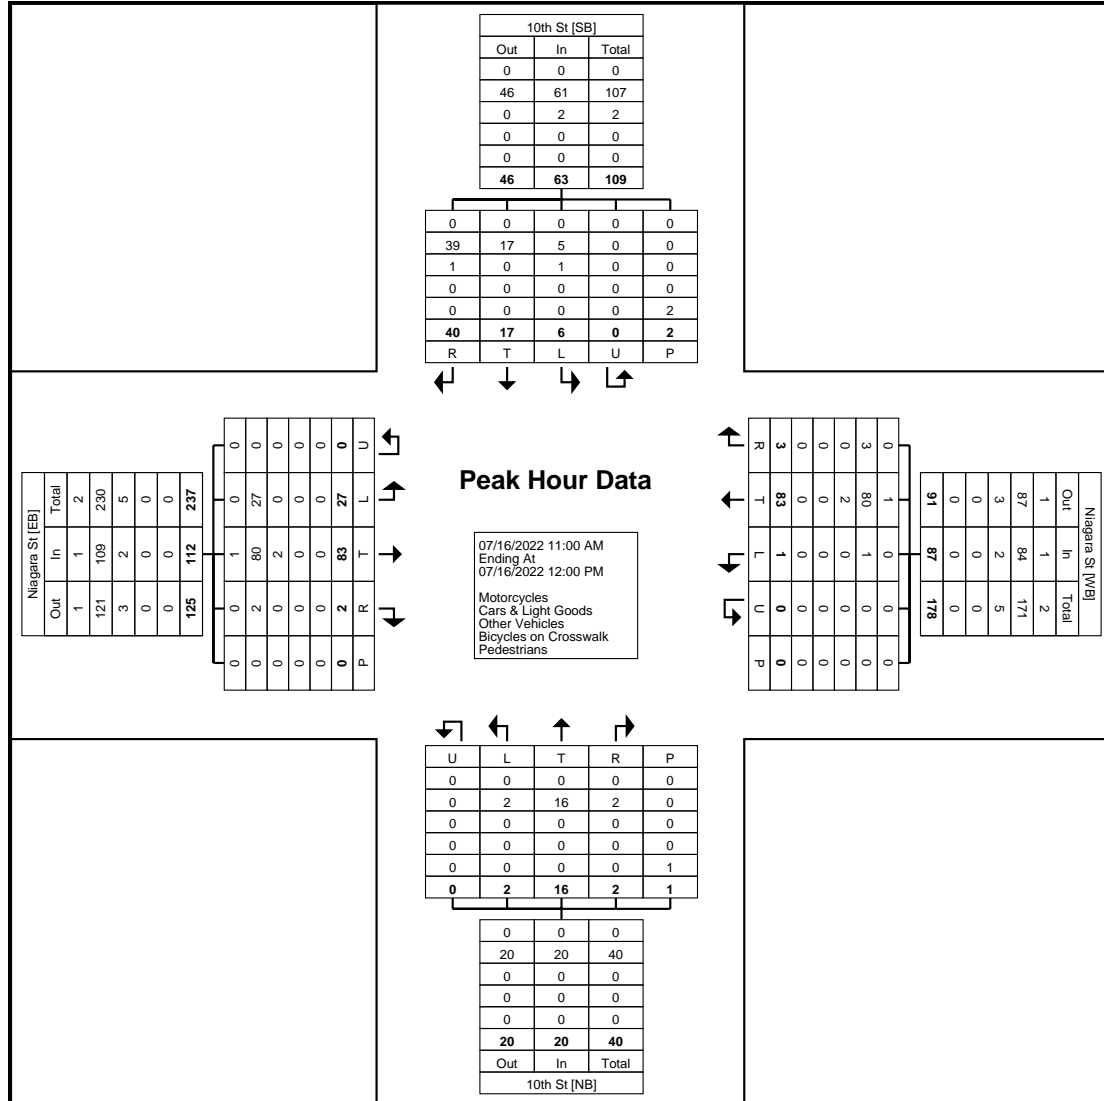 10th St [SB]
Out In Total
0 0 0
46 61 107
0 2 2
0 0 0
0 0 0
46 63 109
0 0 0 0 0
39 17 5 0 0
1 0 1 0 0
0 0 0 0 0
0 0 0 0 2
40 17 6 0 2
R T L U P
Niagara St [EB]
Out In Total
1 1 2
121 109 230
3 2 5
0 0 0
0 0 0
125 112 237
0 0 1 0 0
0 2 80 27 0
0 0 2 0 0
0 0 0 0 0
0 0 0 0 0
0 2 83 27 0
P R T L U
Peak Hour Data
07/16/2022 11:00 AM
Ending At
07/16/2022 12:00 PM
Motorcycles
Cars & Light Goods
Other Vehicles
Bicycles on Crosswalk
Pedestrians
Niagara St [WB]
Out In Total
1 1 2
87 84 171
3 2 5
0 0 0
0 0 0
91 87 178
0 1 0 0 0
3 80 1 0 0
0 2 0 0 0
0 0 0 0 0
0 0 0 0 0
3 83 1 0 0
R T L U P
U L T R P
0 0 0 0 0
0 2 16 2 0
0 0 0 0 0
0 0 0 0 0
0 0 0 0 1
0 2 16 2 1
0 0 0
20 20 40
0 0 0
0 0 0
0 0 0
20 20 40
Out In Total
10th St [NB]